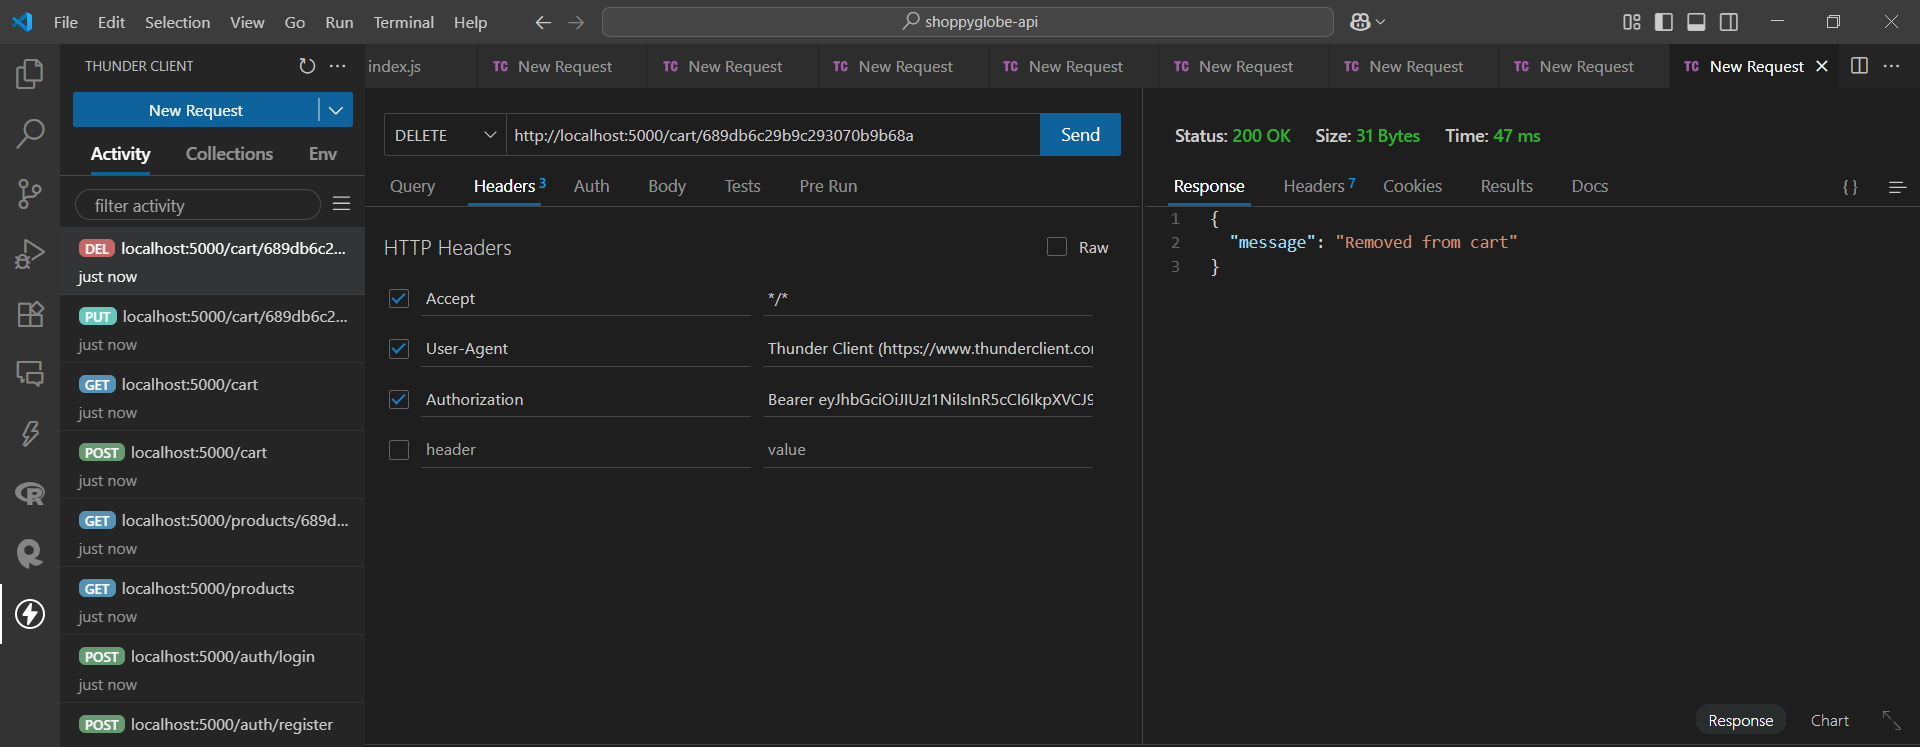 File Edit Selection View Go Run Terminal Help
shoppyglobe-api
THUNDER CLIENT
New Request
Activity Collections Env
filter activity
DEL localhost:5000/cart/689db6c2...
just now
PUT localhost:5000/cart/689db6c2...
just now
GET localhost:5000/cart
just now
POST localhost:5000/cart
just now
GET localhost:5000/products/689d...
just now
GET localhost:5000/products
just now
POST localhost:5000/auth/login
just now
POST localhost:5000/auth/register
index.js TC New Request TC New Request TC New Request TC New Request TC New Request TC New Request TC New Request TC New Request
DELETE http://localhost:5000/cart/689db6c29b9c293070b9b68a Send
Query Headers 3 Auth Body Tests Pre Run
HTTP Headers Raw
Accept */*
User-Agent Thunder Client (https://www.thunderclient.co
Authorization Bearer eyJhbGciOiJIUzI1NiIsInR5cCI6IkpXVCJ9
header value
Status: 200 OK Size: 31 Bytes Time: 47 ms
Response Headers 7 Cookies Results Docs { }
1 {
2 "message": "Removed from cart"
3 }
Response Chart